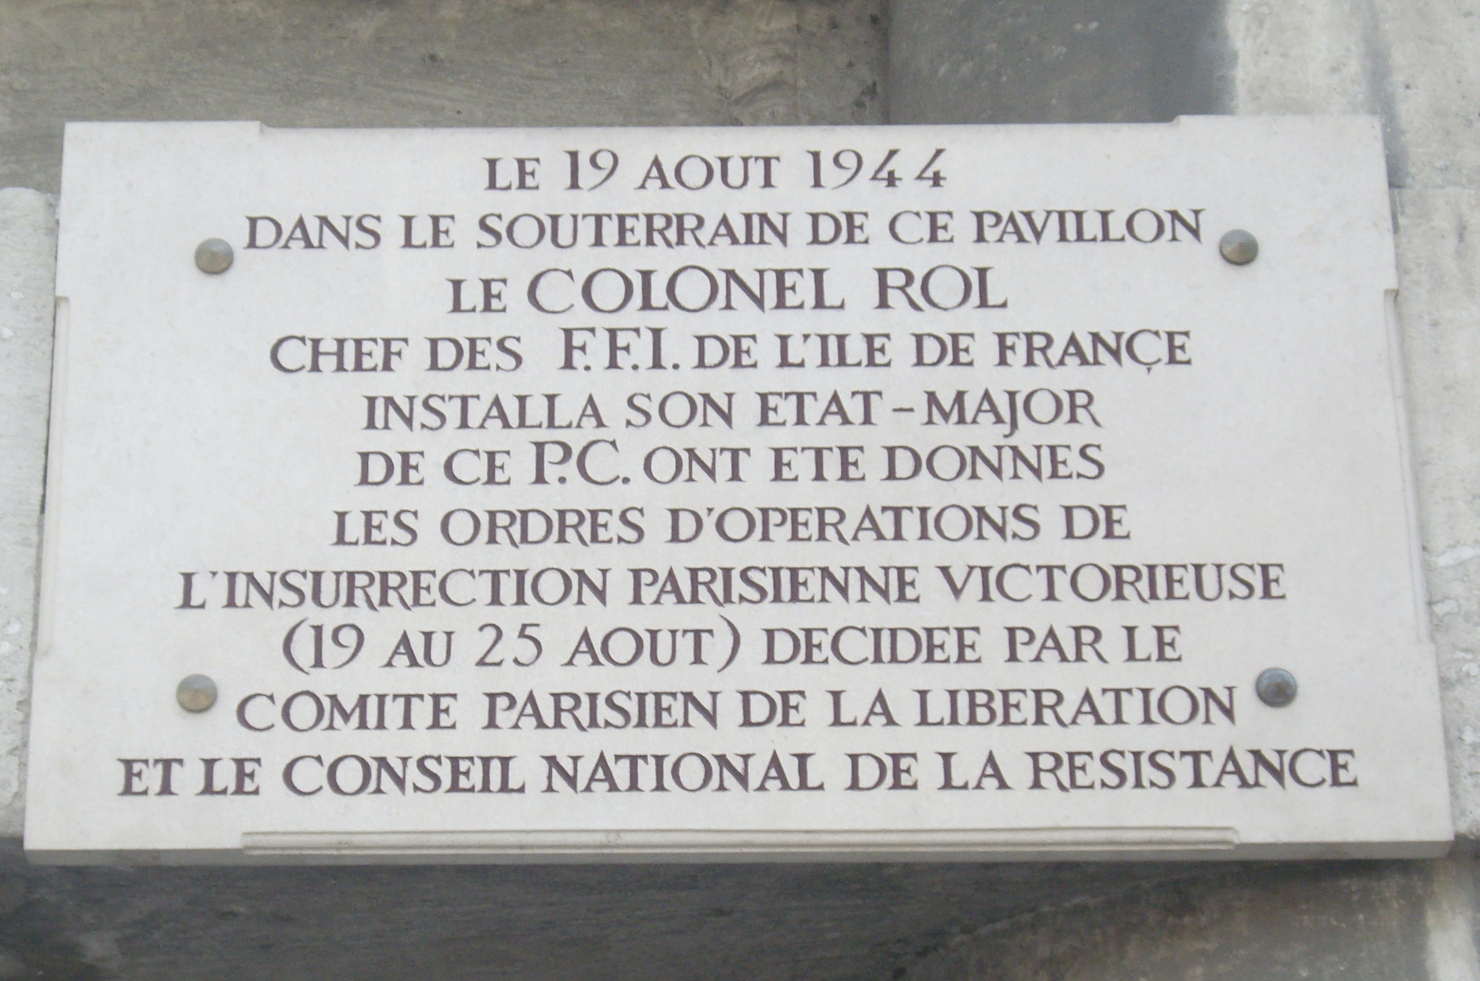 LE 19 AOUT 1944
DANS LE SOUTERRAIN DE CE PAVILLON
LE COLONEL ROL
CHEF DES F.F.I. DE L'ILE DE FRANÇE
INSTALLA SON ETAT-MAJOR
DE CE P.C. ONT ETE DONNES
LES ORDRES D'OPERATIONS DE
L'INSURRECTION PARISIENNE VICTORIEUSE
(19 AU 25 AOUT) DECIDEE PAR LE
COMITE PARISIEN DE LA LIBERATION
ET LE CONSEIL NATIONAL DE LA RESISTANCE